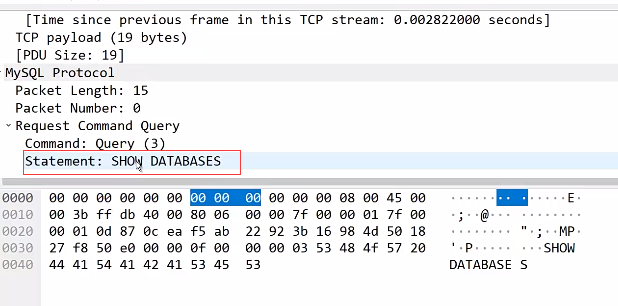 [Time since previous frame in this TCP stream: 0.002822000 seconds]
TCP payload (19 bytes)
[PDU Size: 19]
MySQL Protocol
Packet Length: 15
Packet Number: 0
Request Command Query
Command: Query (3)
Statement: SHOW DATABASES
0000 00 00 00 00 00 00 00 00 00 00 00 00 08 00 45 00 ········ ······E·
0010 00 3b ff db 40 00 80 06 00 00 7f 00 00 01 7f 00 ·;··@··· ········
0020 00 01 0d 87 0c ea f5 ab 22 92 3b 16 98 4d 50 18 ········ "·;··MP·
0030 27 f8 50 e0 00 00 0f 00 00 00 03 53 48 4f 57 20 '·P····· ···SHOW
0040 44 41 54 41 42 41 53 45 53 DATABASE S